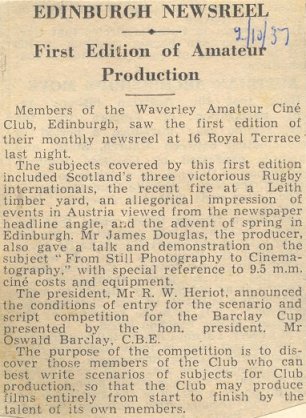 EDINBURGH NEWSREEL
First Edition of Amateur
Production
2/10/37
Members of the Waverley Amateur Ciné
Club, Edinburgh, saw the first edition of
their monthly newsreel at 16 Royal Terrace
last night.
The subjects covered by this first edition
included Scotland's three victorious Rugby
internationals, the recent fire at a Leith
timber yard, an allegorical impression of
events in Austria viewed from the newspaper
headline angle, and the advent of spring in
Edinburgh. Mr James Douglas, the producer,
also gave a talk and demonstration on the
subject "From Still Photography to Cinema-
tography," with special reference to 9.5 m.m.
ciné costs and equipment.
The president, Mr R. W. Heriot, announced
the conditions of entry for the scenario and
script competition for the Barclay Cup
presented by the hon. president, Mr
Oswald Barclay, C.B.E.
The purpose of the competition is to dis-
cover those members of the Club who can
best write scenarios of subjects for Club
production, so that the Club may produce
films entirely from start to finish by the
talent of its own members.